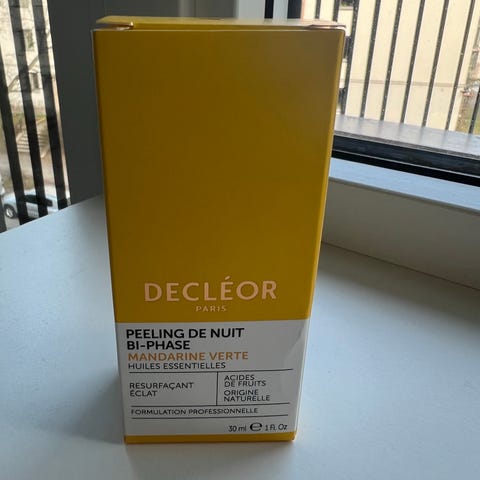 DECLÉOR
PARIS
PEELING DE NUIT
BI-PHASE
MANDARINE VERTE
HUILES ESSENTIELLES
RESURFAÇANT
ÉCLAT
ACIDES
DE FRUITS
ORIGINE
NATURELLE
FORMULATION PROFESSIONNELLE
30 ml ℮ 1 Fl. Oz